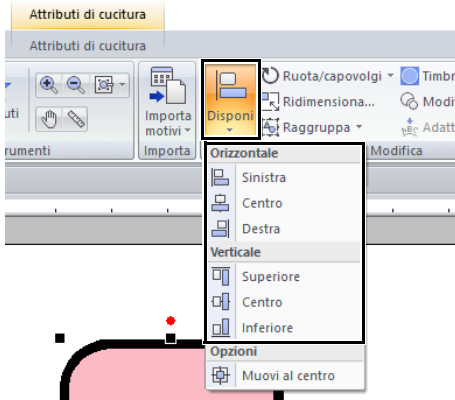 Attributi di cucitura
Attributi di cucitura
Importa
motivi
Disponi
Ruota/capovolgi
Ridimensiona...
Raggruppa
Timbr
Modi
Adatt
uti
rumenti
Importa
Modifica
Orizzontale
Sinistra
Centro
Destra
Verticale
Superiore
Centro
Inferiore
Opzioni
Muovi al centro